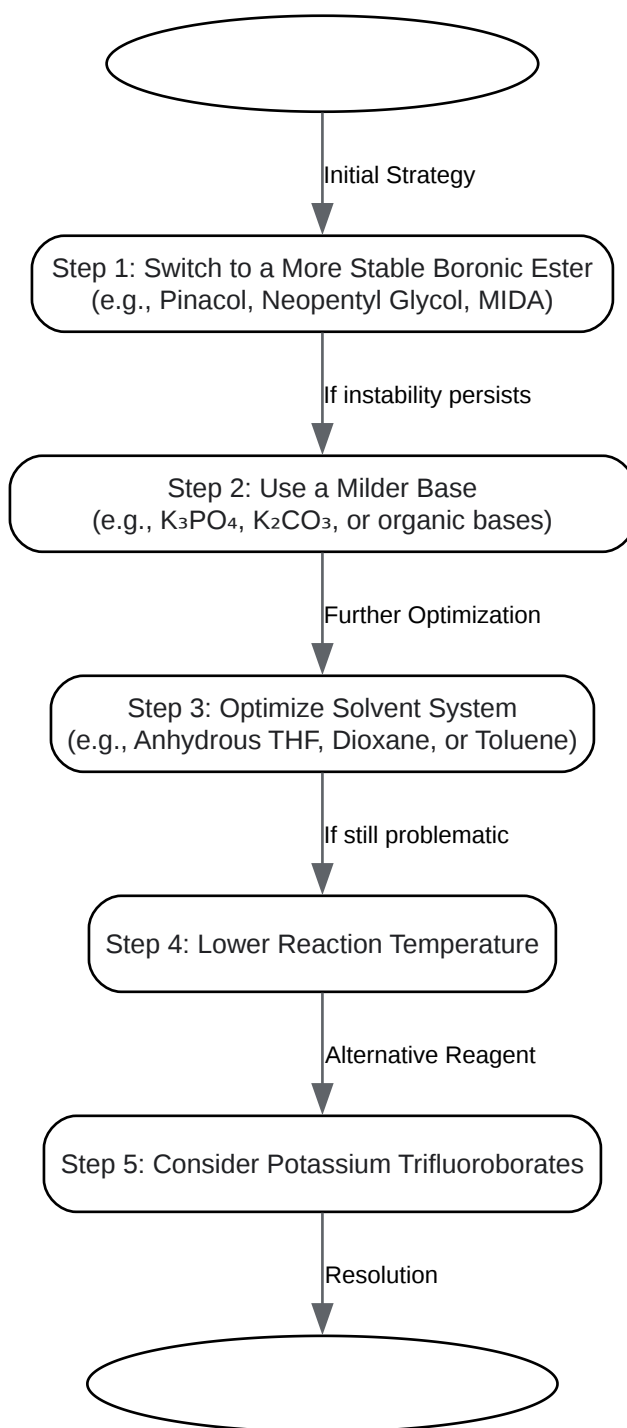 Initial Strategy
Step 1: Switch to a More Stable Boronic Ester
(e.g., Pinacol, Neopentyl Glycol, MIDA)
If instability persists
Step 2: Use a Milder Base
(e.g., K₃PO₄, K₂CO₃, or organic bases)
Further Optimization
Step 3: Optimize Solvent System
(e.g., Anhydrous THF, Dioxane, or Toluene)
If still problematic
Step 4: Lower Reaction Temperature
Alternative Reagent
Step 5: Consider Potassium Trifluoroborates
Resolution